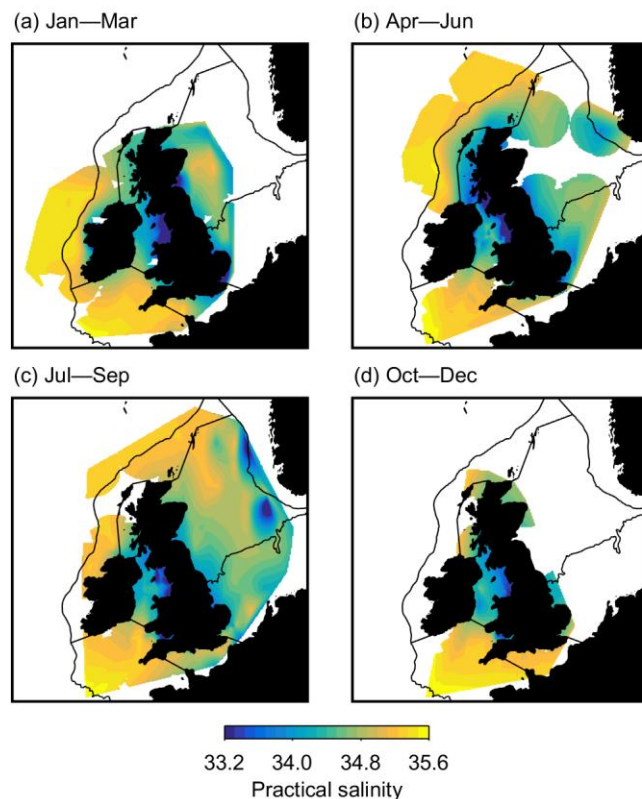 (a) Jan—Mar
(b) Apr—Jun
(c) Jul—Sep
(d) Oct—Dec
33.2 34.0 34.8 35.6
Practical salinity